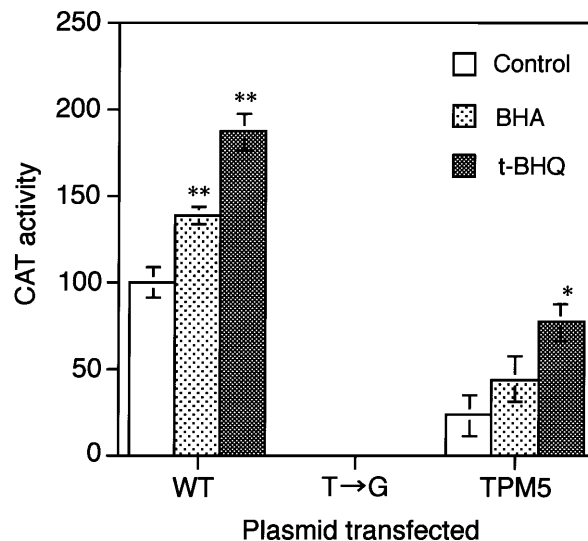 250
200
150
100
50
0
CAT activity
Control
BHA
t-BHQ
**
**
*
WT
T→G
TPM5
Plasmid transfected